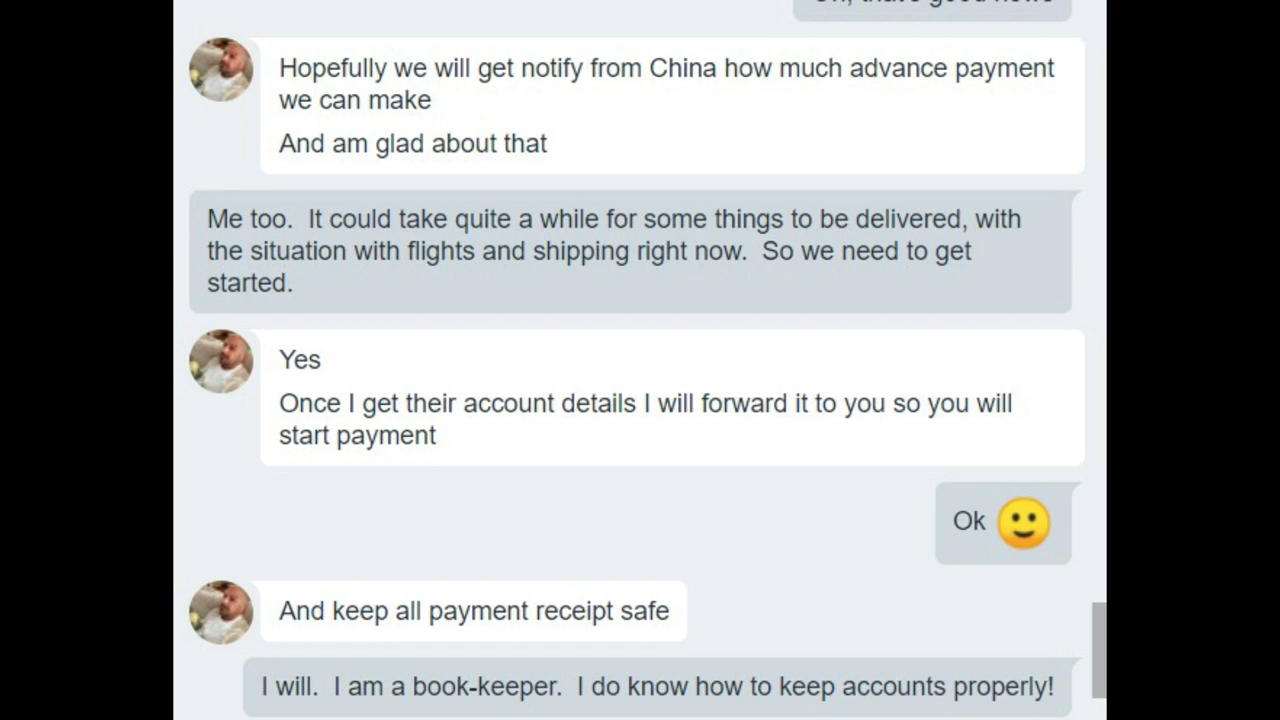 Hopefully we will get notify from China how much advance payment
we can make
And am glad about that
Me too.  It could take quite a while for some things to be delivered, with
the situation with flights and shipping right now.  So we need to get
started.
Yes
Once I get their account details I will forward it to you so you will
start payment
Ok 🙂
And keep all payment receipt safe
I will.  I am a book-keeper.  I do know how to keep accounts properly!